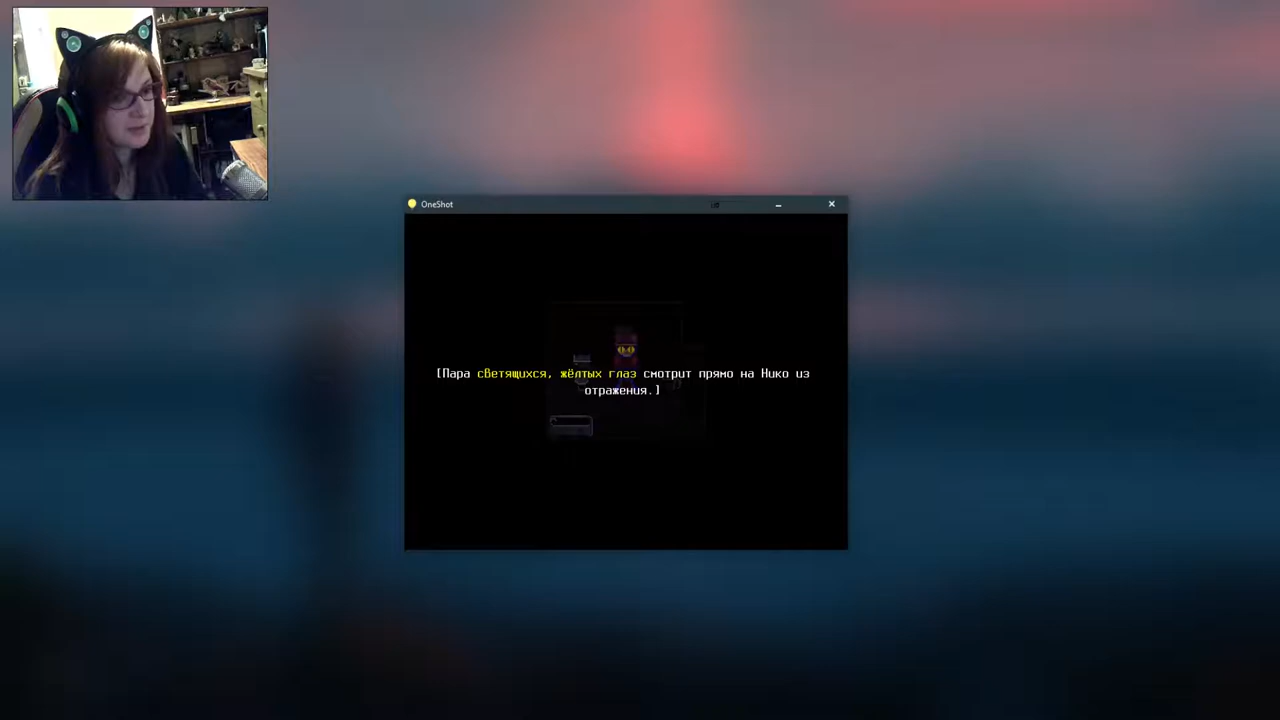 OneShot
[Пара светящихся, жёлтых глаз смотрит прямо на Нико из
отражения.]